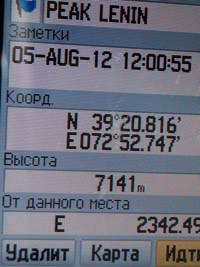 PEAK LENIN
Заметки
05-AUG-12 12:00:55
Коорд.
N 39°20.816'
E 072°52.747'
Высота
7141m
От данного места
E 2342.49
Удалит Карта Идти